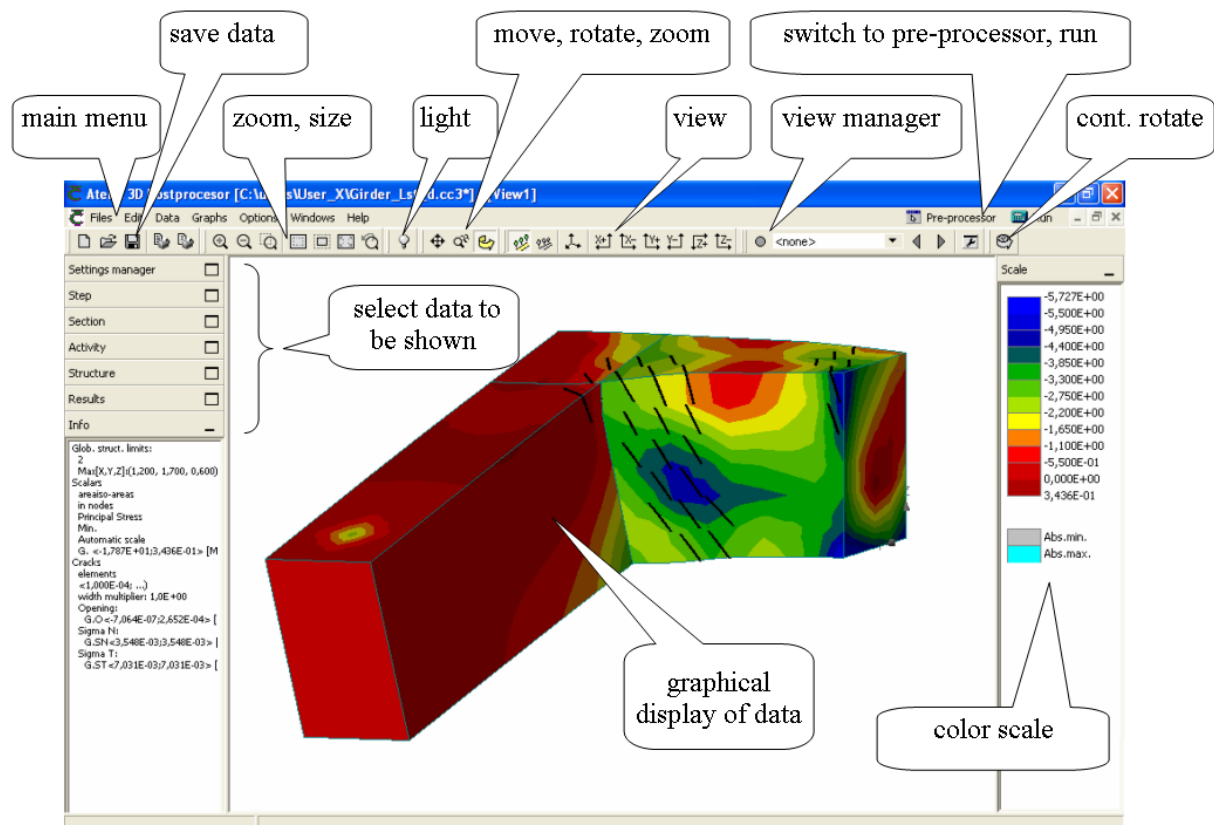 save data
move, rotate, zoom
switch to pre-processor, run
main menu
zoom, size
light
view
view manager
cont. rotate
3D
[C:\
\User_X\Girder_L
d.cc3*]
View1]
Files Edit Data Graphs Options Windows Help
Pre-processor
<none>
Settings manager
Step
Section
Activity
Structure
Results
Info
Glob. struct. limits:
2
Max[X,Y,Z]:(1,200, 1,700, 0,600)
Scalars
areaiso-areas
in nodes
Principal Stress
Min.
Automatic scale
G. <-1,787E+01;3,436E-01> [M
Cracks
elements
<1,000E-04; ...)
width multiplier: 1,0E+00
Opening:
G.O<-7,064E-07;2,652E-04> [
Sigma N:
G.SN<3,548E-03;3,548E-03> [
Sigma T:
G.ST<7,031E-03;7,031E-03> [
select data to
be shown
graphical
display of data
Scale
-5,727E+00
-5,500E+00
-4,950E+00
-4,400E+00
-3,850E+00
-3,300E+00
-2,750E+00
-2,200E+00
-1,650E+00
-1,100E+00
-5,500E-01
0,000E+00
3,436E-01
Abs.min.
Abs.max.
color scale